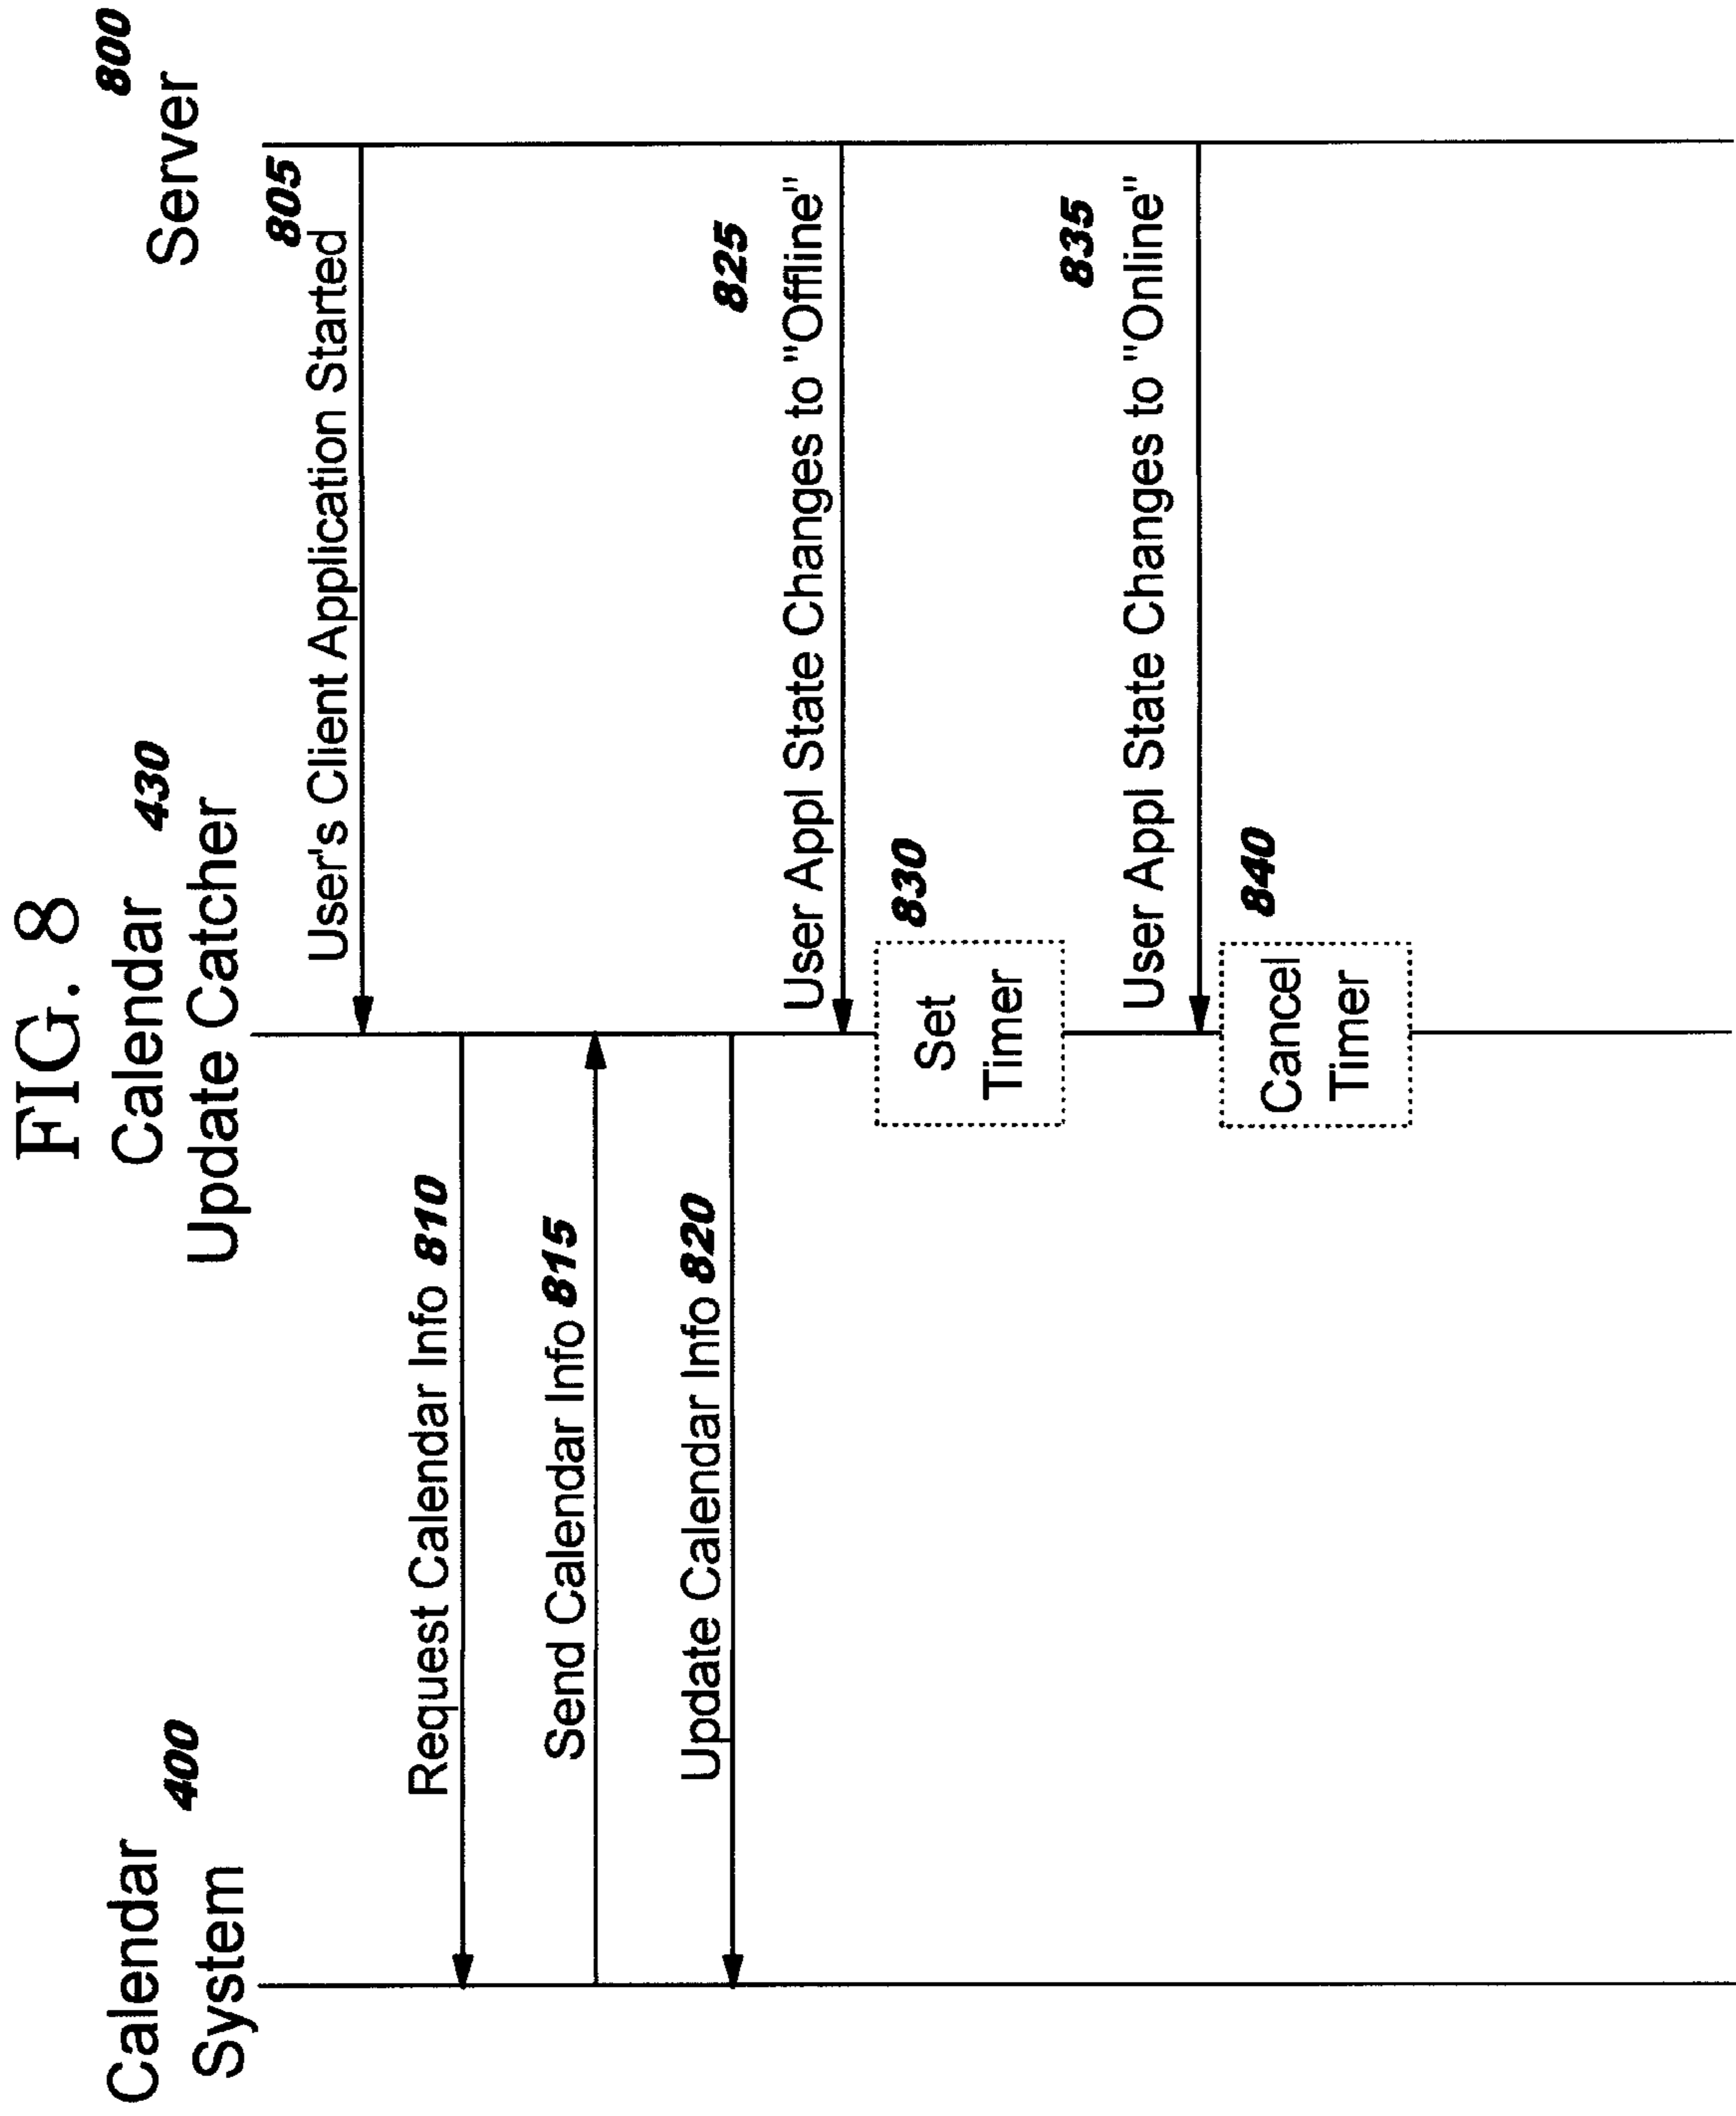 FIG. 8
Calendar
System
400
Calendar 430
Update Catcher
Server 800
805
User's Client Application Started
Request Calendar Info 810
Send Calendar Info 815
Update Calendar Info 820
825
User Appl State Changes to "Offline"
830
Set
Timer
835
User Appl State Changes to "Online"
840
Cancel
Timer